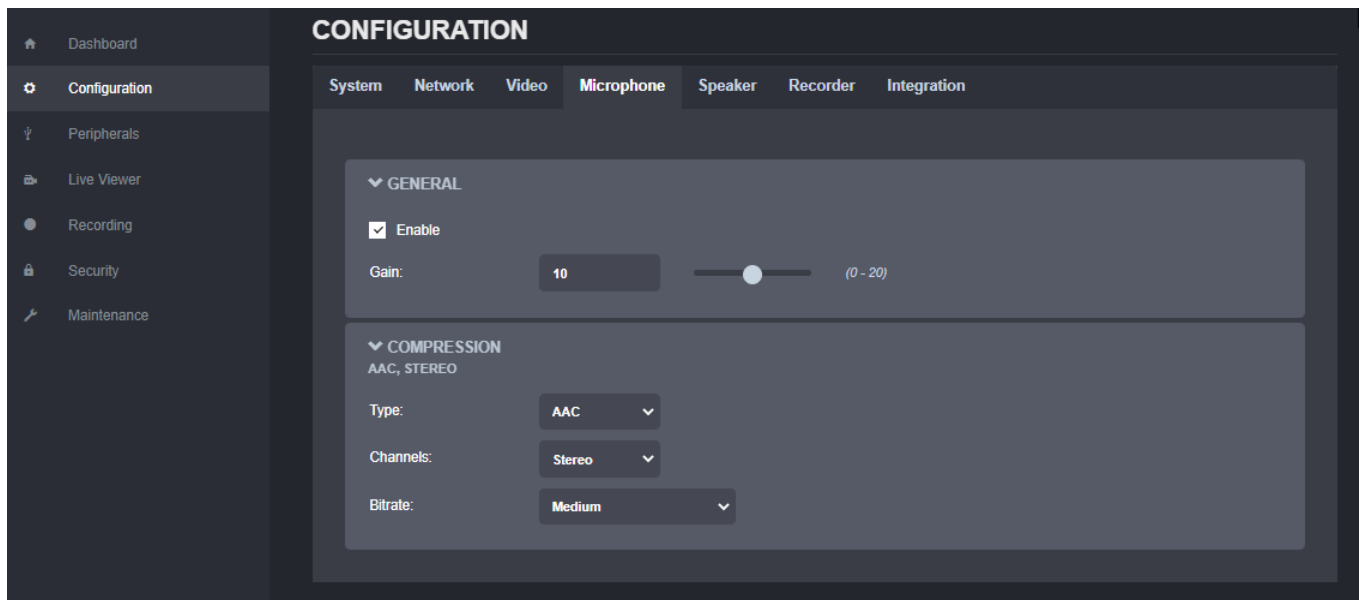 CONFIGURATION
Dashboard
Configuration
Peripherals
Live Viewer
Recording
Security
Maintenance
System Network Video Microphone Speaker Recorder Integration
GENERAL
Enable
Gain: 10 (0 - 20)
COMPRESSION
AAC, STEREO
Type: AAC
Channels: Stereo
Bitrate: Medium